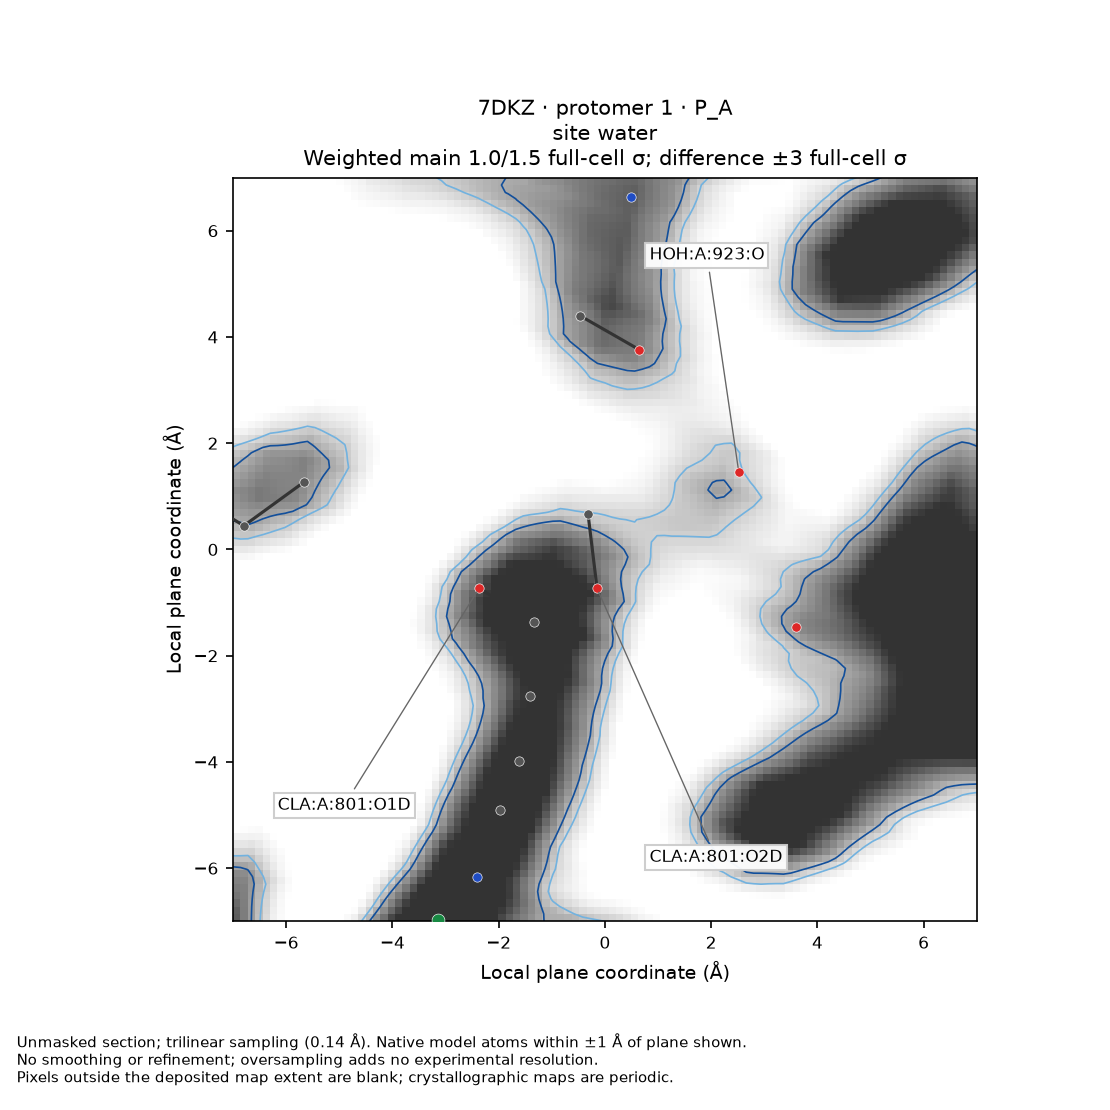 7DKZ · protomer 1 · P_A
site water
Weighted main 1.0/1.5 full-cell σ; difference ±3 full-cell σ
Local plane coordinate (Å)
6
4
2
0
−2
−4
−6
HOH:A:923:O
CLA:A:801:O1D
CLA:A:801:O2D
−6
−4
−2
0
2
4
6
Local plane coordinate (Å)
Unmasked section; trilinear sampling (0.14 Å). Native model atoms within ±1 Å of plane shown.
No smoothing or refinement; oversampling adds no experimental resolution.
Pixels outside the deposited map extent are blank; crystallographic maps are periodic.